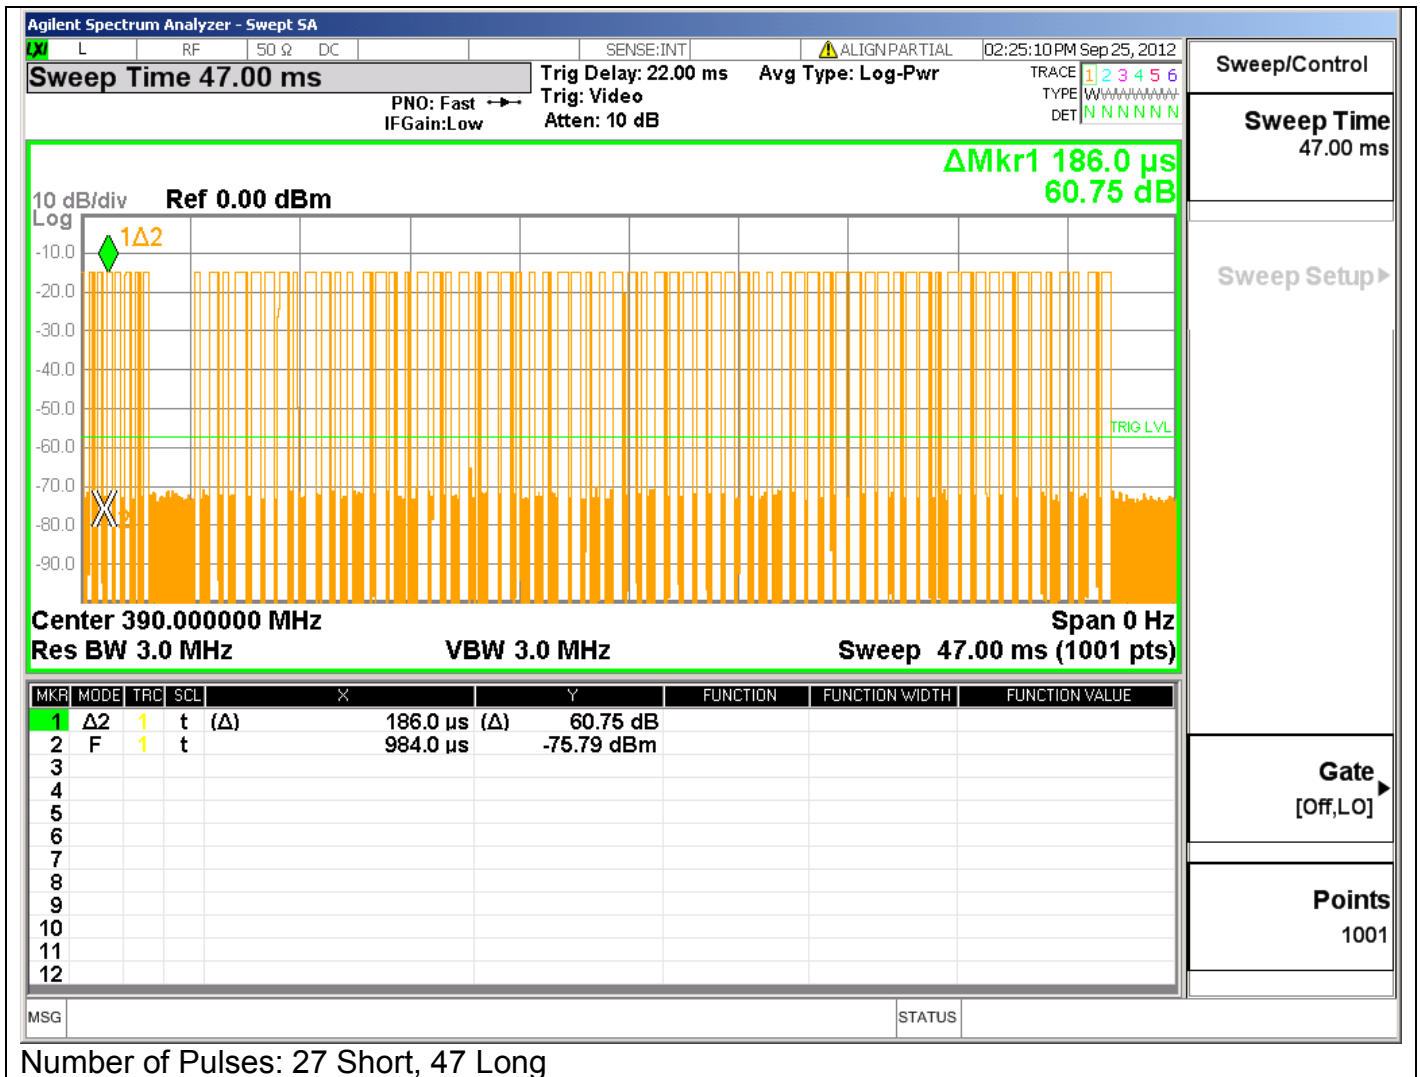 Agilent Spectrum Analyzer - Swept SA
LXI L RF 50 Ω DC SENSE:INT ALIGN PARTIAL 02:25:10 PM Sep 25, 2012
Sweep Time 47.00 ms
PNO: Fast
IFGain:Low
Trig Delay: 22.00 ms
Trig: Video
Atten: 10 dB
Avg Type: Log-Pwr
TRACE 1 2 3 4 5 6
TYPE W
DET N N N N N N
ΔMkr1 186.0 µs
60.75 dB
10 dB/div Ref 0.00 dBm
Log
1Δ2
-10.0
-20.0
-30.0
-40.0
-50.0
TRIG LVL
-60.0
-70.0
-80.0
-90.0
Center 390.000000 MHz Span 0 Hz
Res BW 3.0 MHz VBW 3.0 MHz Sweep 47.00 ms (1001 pts)
MKR MODE TRC SCL X Y FUNCTION FUNCTION WIDTH FUNCTION VALUE
1 Δ2 1 t (Δ) 186.0 µs (Δ) 60.75 dB
2 F 1 t 984.0 µs -75.79 dBm
3
4
5
6
7
8
9
10
11
12
MSG STATUS
Sweep/Control
Sweep Time
47.00 ms
Sweep Setup
Gate
[Off,LO]
Points
1001
Number of Pulses: 27 Short, 47 Long